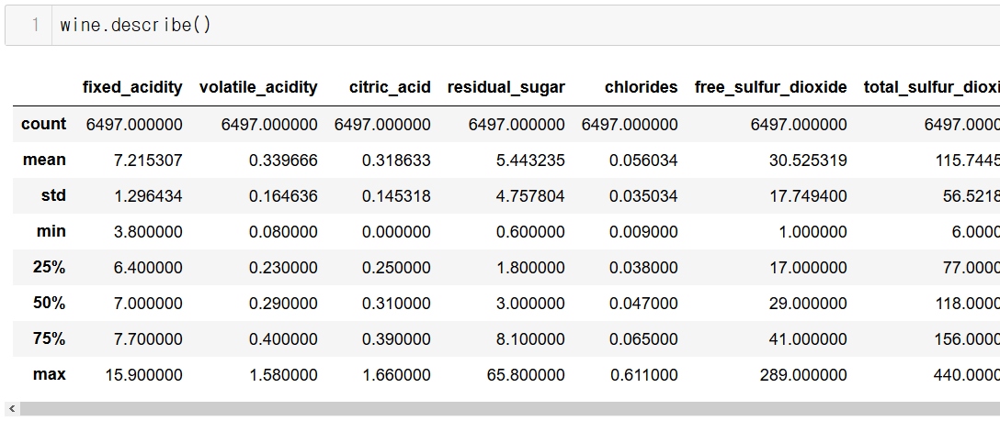 1 wine.describe()
fixed_acidity volatile_acidity citric_acid residual_sugar chlorides free_sulfur_dioxide total_sulfur_dioxi
count 6497.000000 6497.000000 6497.000000 6497.000000 6497.000000 6497.000000 6497.0000
mean 7.215307 0.339666 0.318633 5.443235 0.056034 30.525319 115.7445
std 1.296434 0.164636 0.145318 4.757804 0.035034 17.749400 56.5218
min 3.800000 0.080000 0.000000 0.600000 0.009000 1.000000 6.0000
25% 6.400000 0.230000 0.250000 1.800000 0.038000 17.000000 77.0000
50% 7.000000 0.290000 0.310000 3.000000 0.047000 29.000000 118.0000
75% 7.700000 0.400000 0.390000 8.100000 0.065000 41.000000 156.0000
max 15.900000 1.580000 1.660000 65.800000 0.611000 289.000000 440.0000